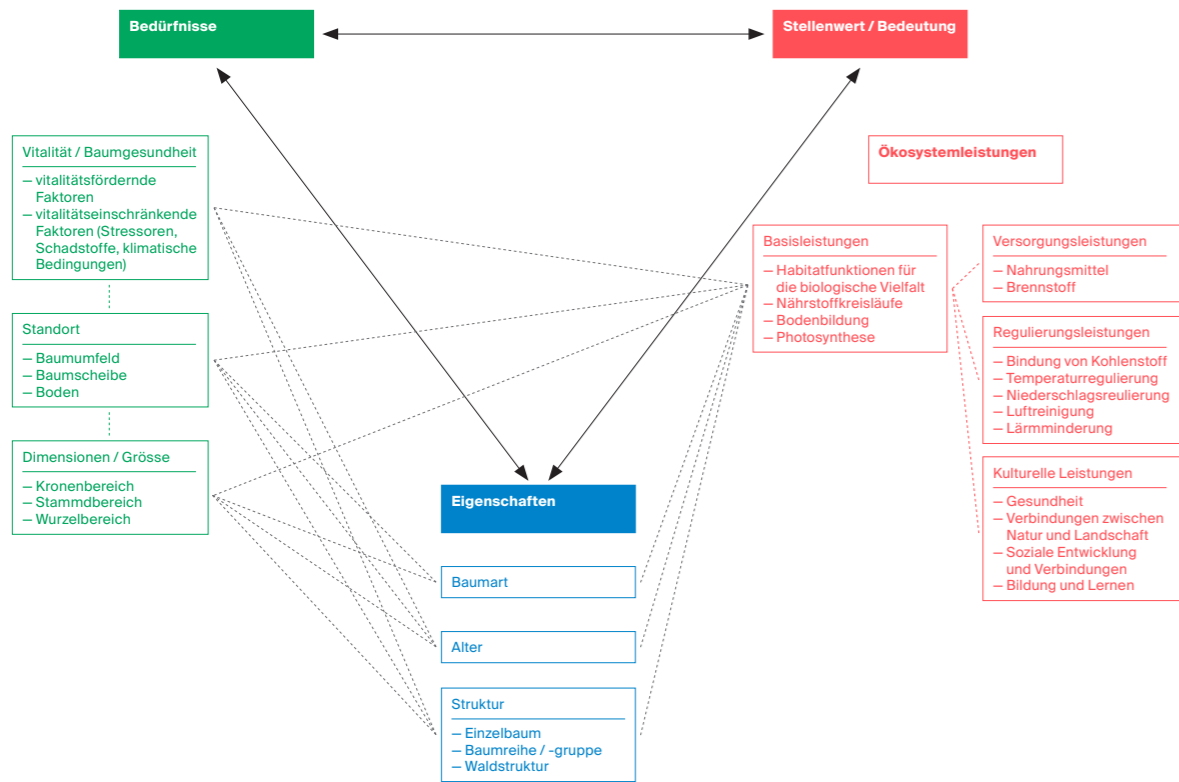 Bedürfnisse
Stellenwert / Bedeutung
Vitalität / Baumgesundheit
— vitalitätsfördernde
Faktoren
— vitalitätseinschränkende
Faktoren (Stressoren,
Schadstoffe, klimatische
Bedingungen)
Standort
— Baumumfeld
— Baumscheibe
— Boden
Dimensionen / Grösse
— Kronenbereich
— Stammdbereich
— Wurzelbereich
Eigenschaften
Baumart
Alter
Struktur
— Einzelbaum
— Baumreihe / -gruppe
— Waldstruktur
Ökosystemleistungen
Basisleistungen
— Habitatfunktionen für
die biologische Vielfalt
— Nährstoffkreisläufe
— Bodenbildung
— Photosynthese
Versorgungsleistungen
— Nahrungsmittel
— Brennstoff
Regulierungsleistungen
— Bindung von Kohlenstoff
— Temperaturregulierung
— Niederschlagsreulierung
— Luftreinigung
— Lärmminderung
Kulturelle Leistungen
— Gesundheit
— Verbindungen zwischen
Natur und Landschaft
— Soziale Entwicklung
und Verbindungen
— Bildung und Lernen